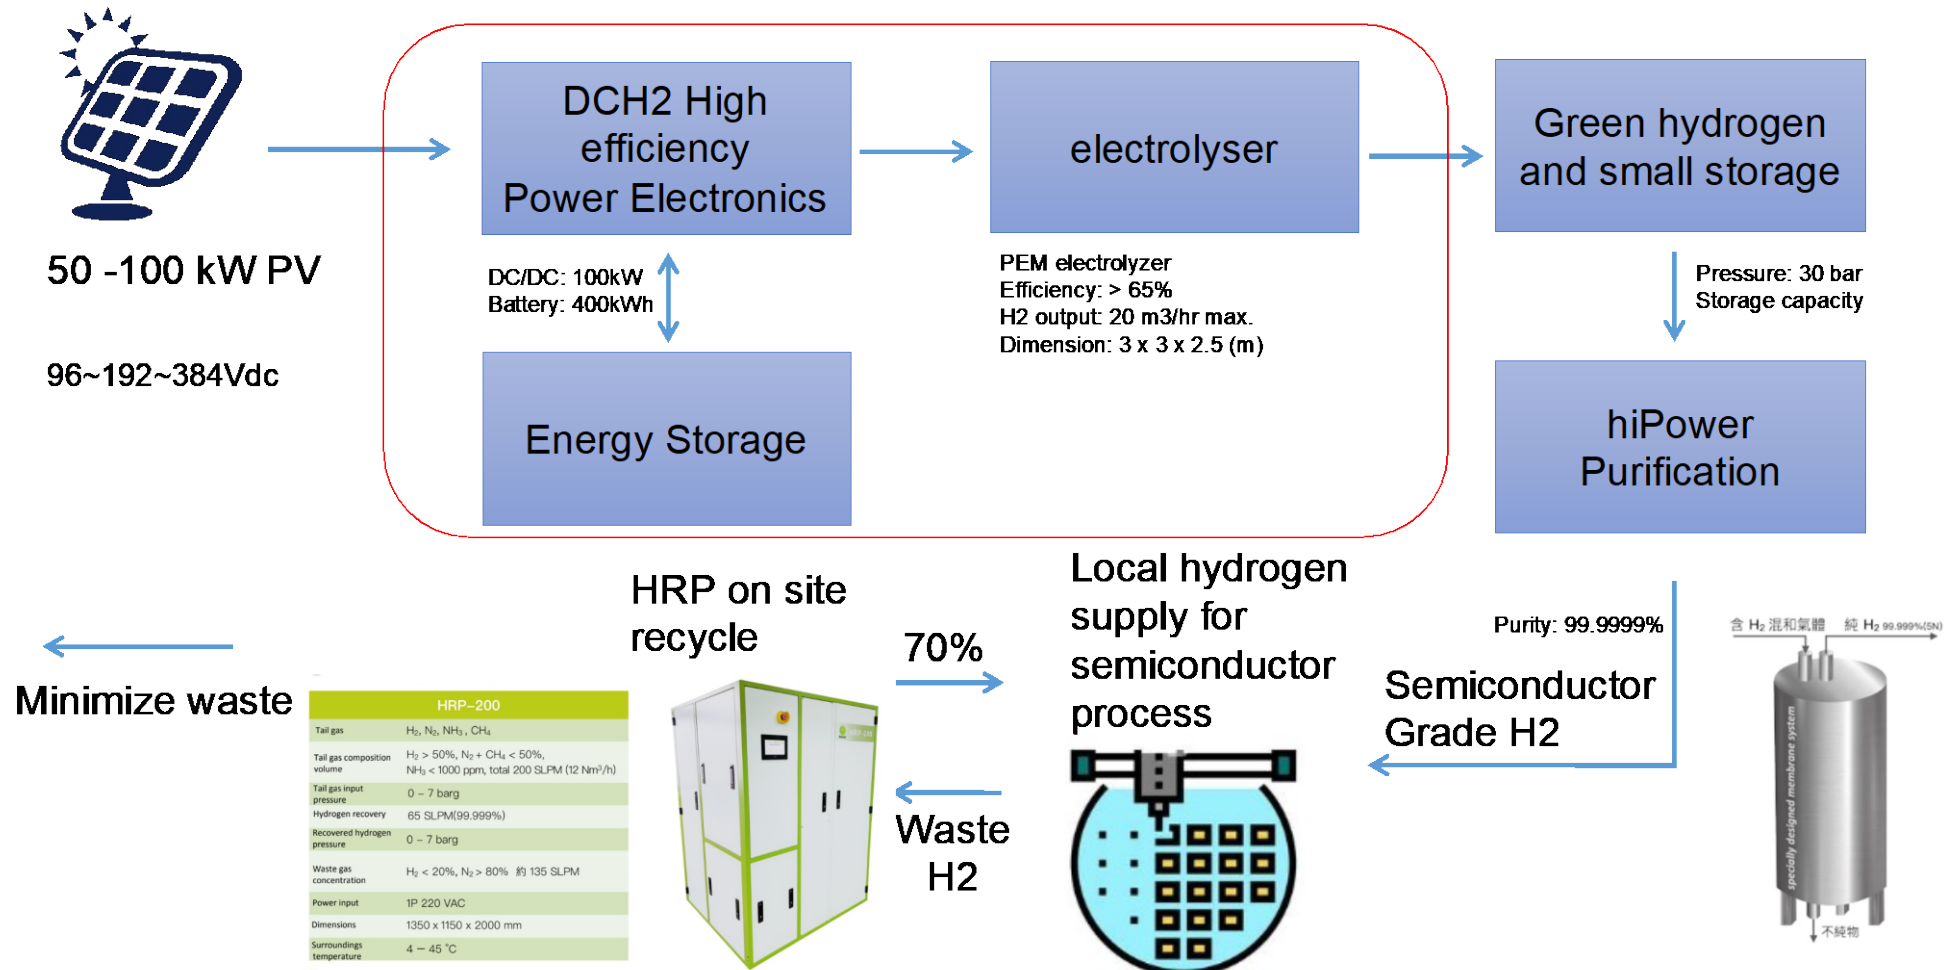 DCH2 High
efficiency
Power Electronics
electrolyser
Green hydrogen
and small storage
50 -100 kW PV
96~192~384Vdc
DC/DC: 100kW
Battery: 400kWh
PEM electrolyzer
Efficiency: > 65%
H2 output: 20 m3/hr max.
Dimension: 3 x 3 x 2.5 (m)
Pressure: 30 bar
Storage capacity
Energy Storage
hiPower
Purification
Minimize waste
HRP on site
recycle
70%
Local hydrogen
supply for
semiconductor
process
Purity: 99.9999%
Semiconductor
Grade H2
含 H₂ 混和氣體 純 H₂ 99.999%(5N)
specially designed membrane system
不純物
Waste
H2
HRP-200
HRP-200
Tail gas H₂, N₂, NH₃, CH₄
Tail gas composition
volume
H₂ > 50%, N₂ + CH₄ < 50%,
NH₃ < 1000 ppm, total 200 SLPM (12 Nm³/h)
Tail gas input
pressure
0 – 7 barg
Hydrogen recovery 65 SLPM(99.999%)
Recovered hydrogen
pressure
0 – 7 barg
Waste gas
concentration
H₂ < 20%, N₂ > 80% 約 135 SLPM
Power input 1P 220 VAC
Dimensions 1350 x 1150 x 2000 mm
Surroundings
temperature
4 – 45 °C